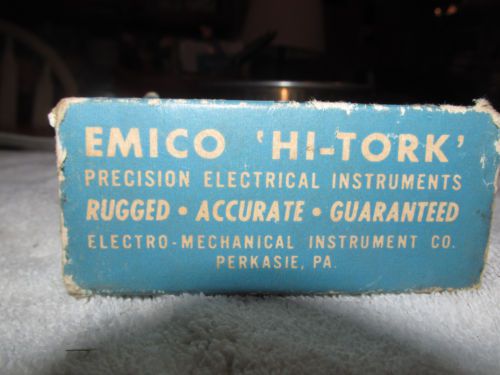 EMICO 'HI-TORK'
PRECISION ELECTRICAL INSTRUMENTS
RUGGED • ACCURATE • GUARANTEED
ELECTRO-MECHANICAL INSTRUMENT CO.
PERKASIE, PA.